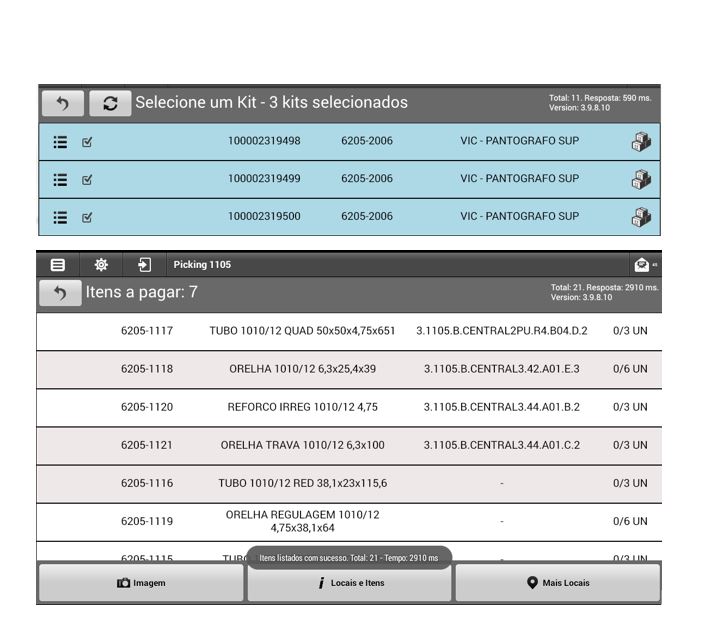 Selecione um Kit - 3 kits selecionados
Total: 11. Resposta: 590 ms.
Version: 3.9.8.10
100002319498 6205-2006 VIC - PANTOGRAFO SUP
100002319499 6205-2006 VIC - PANTOGRAFO SUP
100002319500 6205-2006 VIC - PANTOGRAFO SUP
Picking 1105
Itens a pagar: 7
Total: 21. Resposta: 2910 ms.
Version: 3.9.8.10
6205-1117 TUBO 1010/12 QUAD 50x50x4,75x651 3.1105.B.CENTRAL2PU.R4.B04.D.2 0/3 UN
6205-1118 ORELHA 1010/12 6,3x25,4x39 3.1105.B.CENTRAL3.42.A01.E.3 0/6 UN
6205-1120 REFORCO IRREG 1010/12 4,75 3.1105.B.CENTRAL3.44.A01.B.2 0/3 UN
6205-1121 ORELHA TRAVA 1010/12 6,3x100 3.1105.B.CENTRAL3.44.A01.C.2 0/3 UN
6205-1116 TUBO 1010/12 RED 38,1x23x115,6 - 0/3 UN
6205-1119 ORELHA REGULAGEM 1010/12 - 0/6 UN
4,75x38,1x64
6205-1115 0/3 UN
Itens listados com sucesso. Total: 21 - Tempo: 2910 ms
Imagem Locais e Itens Mais Locais